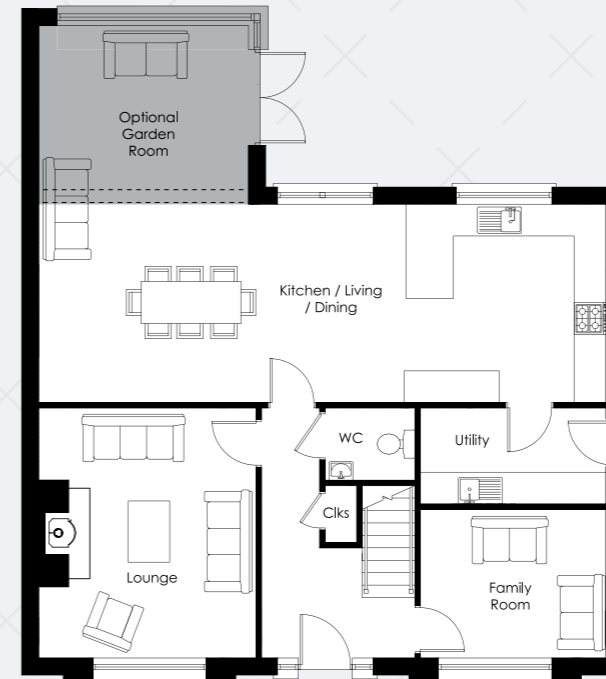 Optional
Garden
Room
Kitchen / Living
/ Dining
WC
Utility
Clks
Lounge
Family
Room